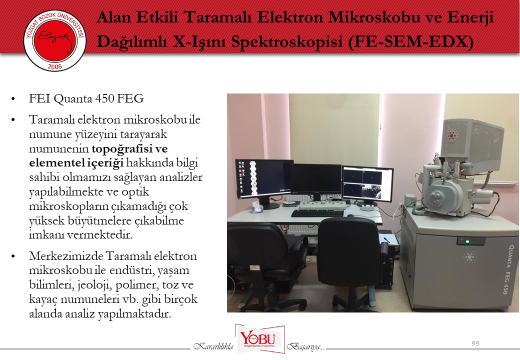 Alan Etkili Taramalı Elektron Mikroskobu ve Enerji
Dağılımlı X-Işını Spektroskopisi (FE-SEM-EDX)
YOZGAT BOZOK ÜNİVERSİTESİ
Bozok
2006
• FEI Quanta 450 FEG
• Taramalı elektron mikroskobu ile
numune yüzeyini tarayarak
numunenin topoğrafisi ve
elementel içeriği hakkında bilgi
sahibi olmamızı sağlayan analizler
yapılabilmekte ve optik
mikroskopların çıkamadığı çok
yüksek büyütmelere çıkabilme
imkanı vermektedir.
• Merkezimizde Taramalı elektron
mikroskobu ile endüstri, yaşam
bilimleri, jeoloji, polimer, toz ve
kayaç numuneleri vb. gibi birçok
alanda analiz yapılmaktadır.
QUANTA FEG 450
Kararlılıkla
YOBU
Başarıya...
99